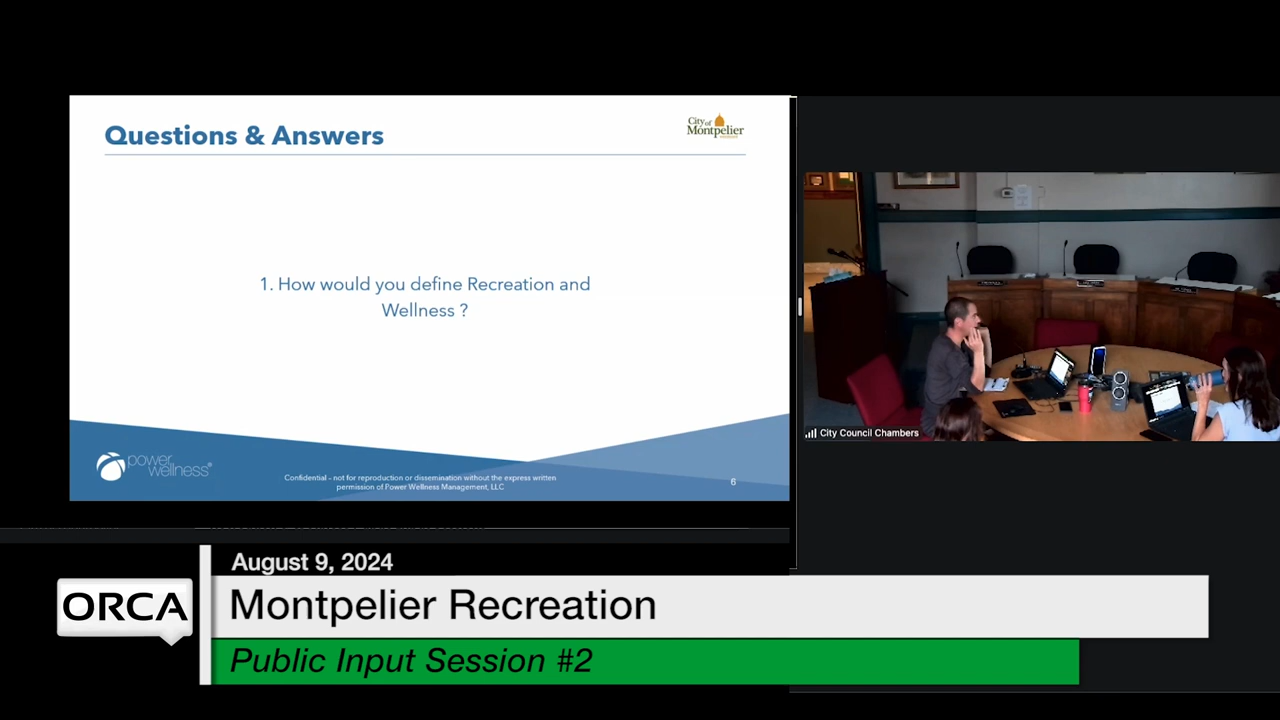 Questions & Answers
City of
Montpelier
1. How would you define Recreation and
Wellness ?
power
wellness®
Confidential - not for reproduction or dissemination without the express written
permission of Power Wellness Management, LLC
6
City Council Chambers
August 9, 2024
ORCA
Montpelier Recreation
Public Input Session #2